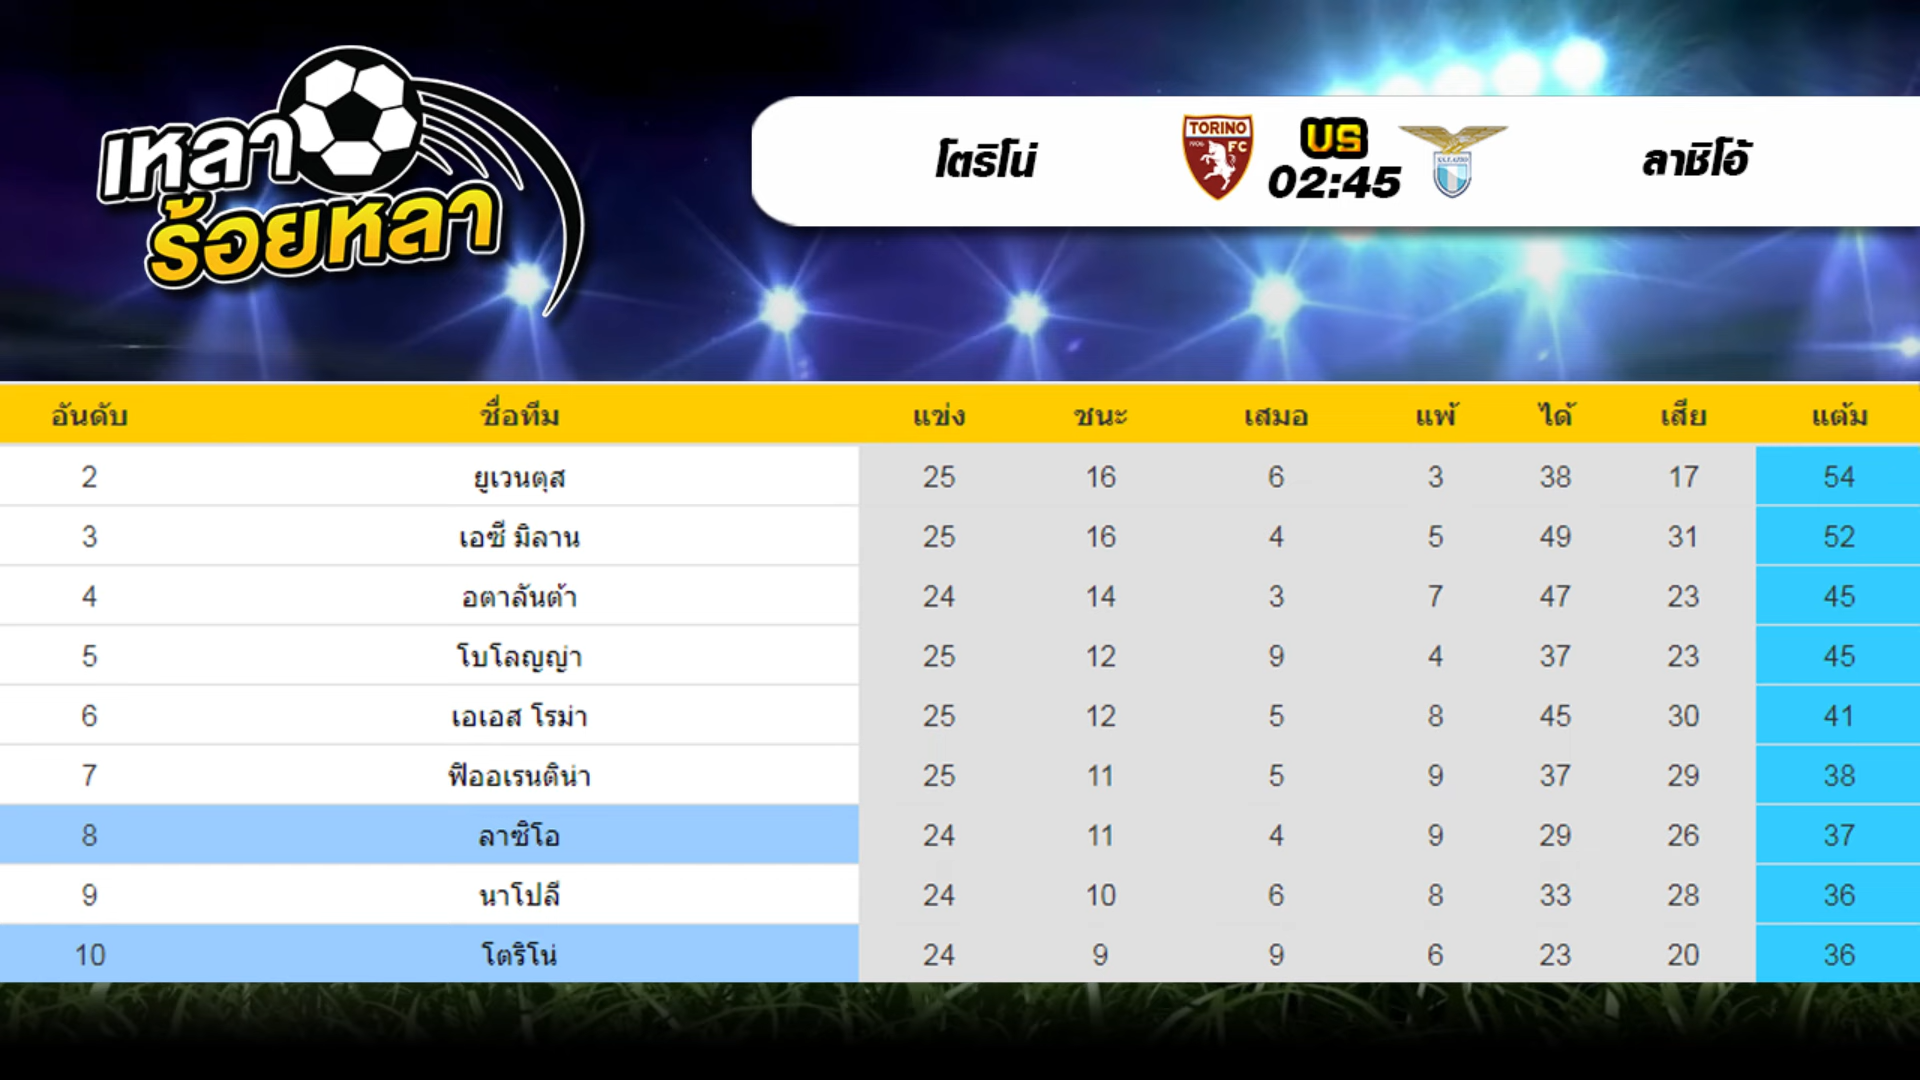 เหลา
ร้อยหลา
โตริโน่ TORINO 1906 FC VS 02:45 S.S.LAZIO ลาซิโอ้
อันดับ ชื่อทีม แข่ง ชนะ เสมอ แพ้ ได้ เสีย แต้ม
2 ยูเวนตุส 25 16 6 3 38 17 54
3 เอซี มิลาน 25 16 4 5 49 31 52
4 อตาลันต้า 24 14 3 7 47 23 45
5 โบโลญญ่า 25 12 9 4 37 23 45
6 เอเอส โรม่า 25 12 5 8 45 30 41
7 ฟิออเรนติน่า 25 11 5 9 37 29 38
8 ลาซิโอ 24 11 4 9 29 26 37
9 นาโปลี 24 10 6 8 33 28 36
10 โตริโน่ 24 9 9 6 23 20 36